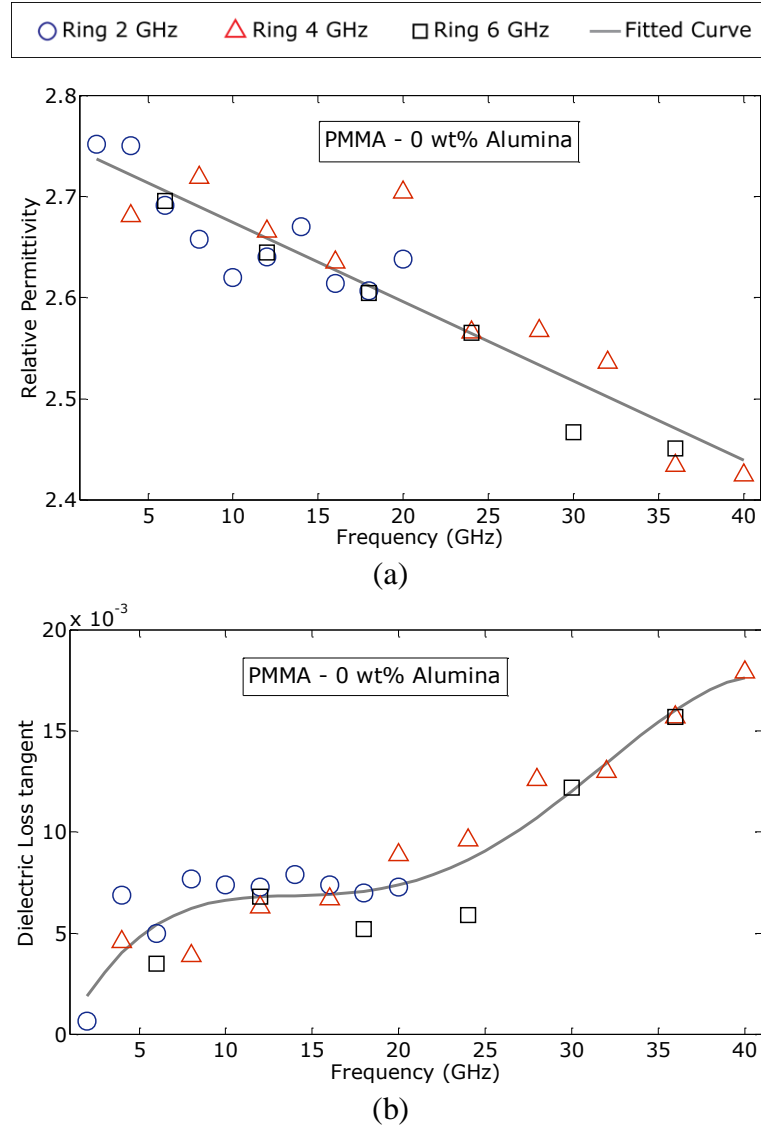 Ring 2 GHz Ring 4 GHz Ring 6 GHz Fitted Curve
2.8
2.7
2.6
2.5
2.4
Relative Permittivity
PMMA - 0 wt% Alumina
5 10 15 20 25 30 35 40
Frequency (GHz)
(a)
x 10-3
20
15
10
5
0
Dielectric Loss tangent
PMMA - 0 wt% Alumina
5 10 15 20 25 30 35 40
Frequency (GHz)
(b)